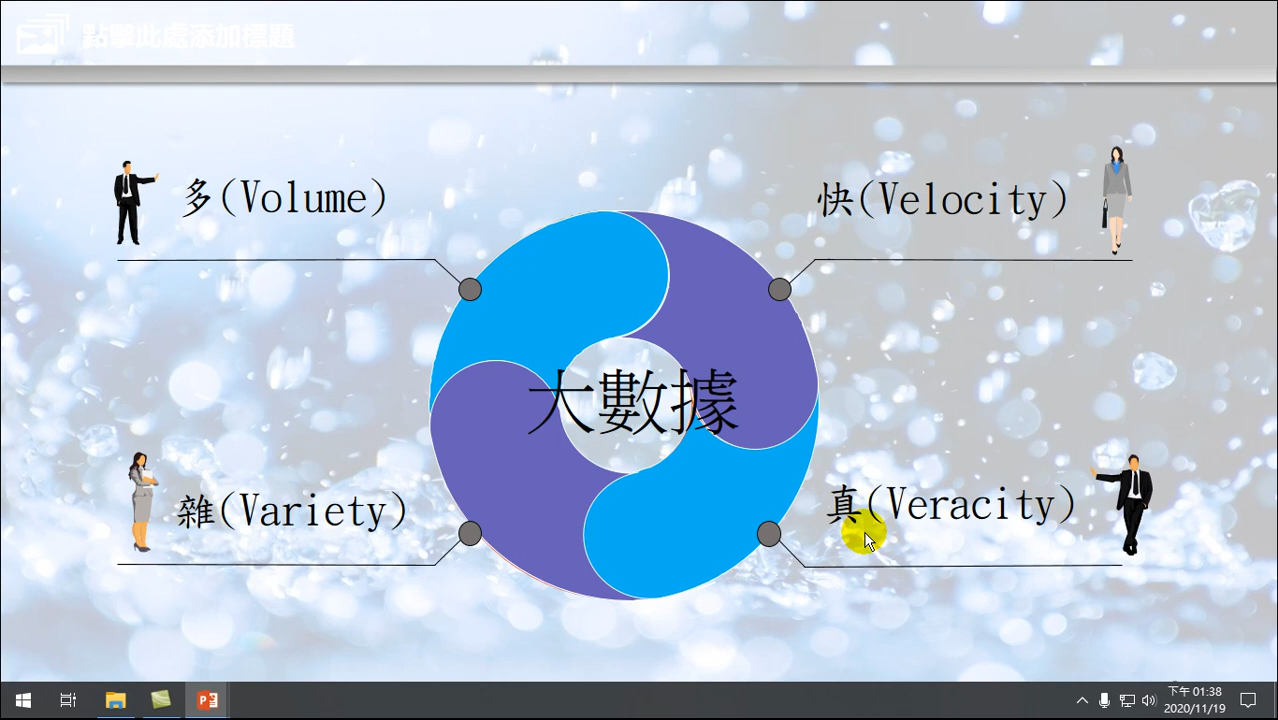 點擊此處添加標題
多(Volume)
快(Velocity)
大數據
雜(Variety)
真(Veracity)
下午 01:38
2020/11/19